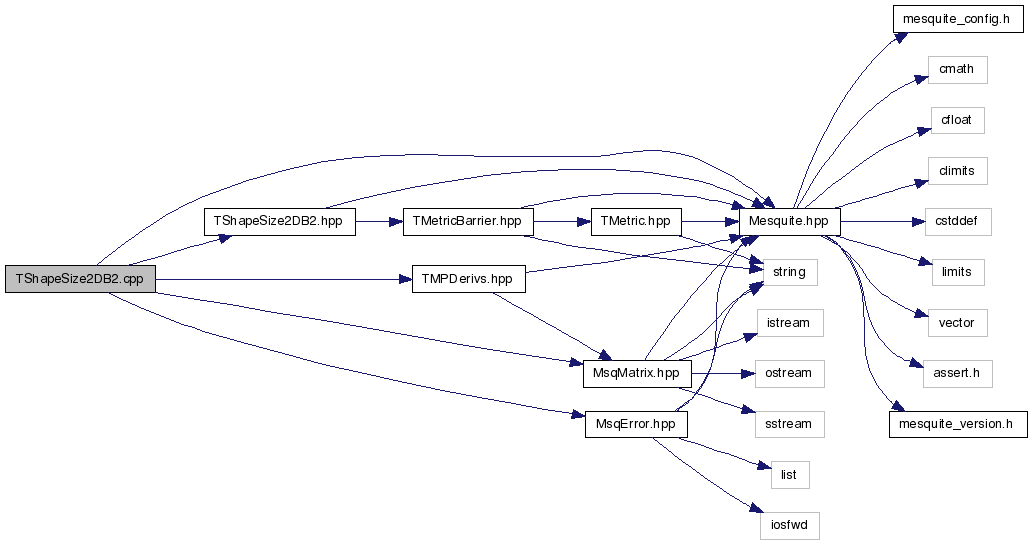 mesquite_config.h
cmath
cfloat
climits
TShapeSize2DB2.hpp
TMetricBarrier.hpp
TMetric.hpp
Mesquite.hpp
cstddef
TShapeSize2DB2.cpp
TMPDerivs.hpp
string
limits
istream
vector
MsqMatrix.hpp
ostream
assert.h
MsqError.hpp
sstream
mesquite_version.h
list
iosfwd